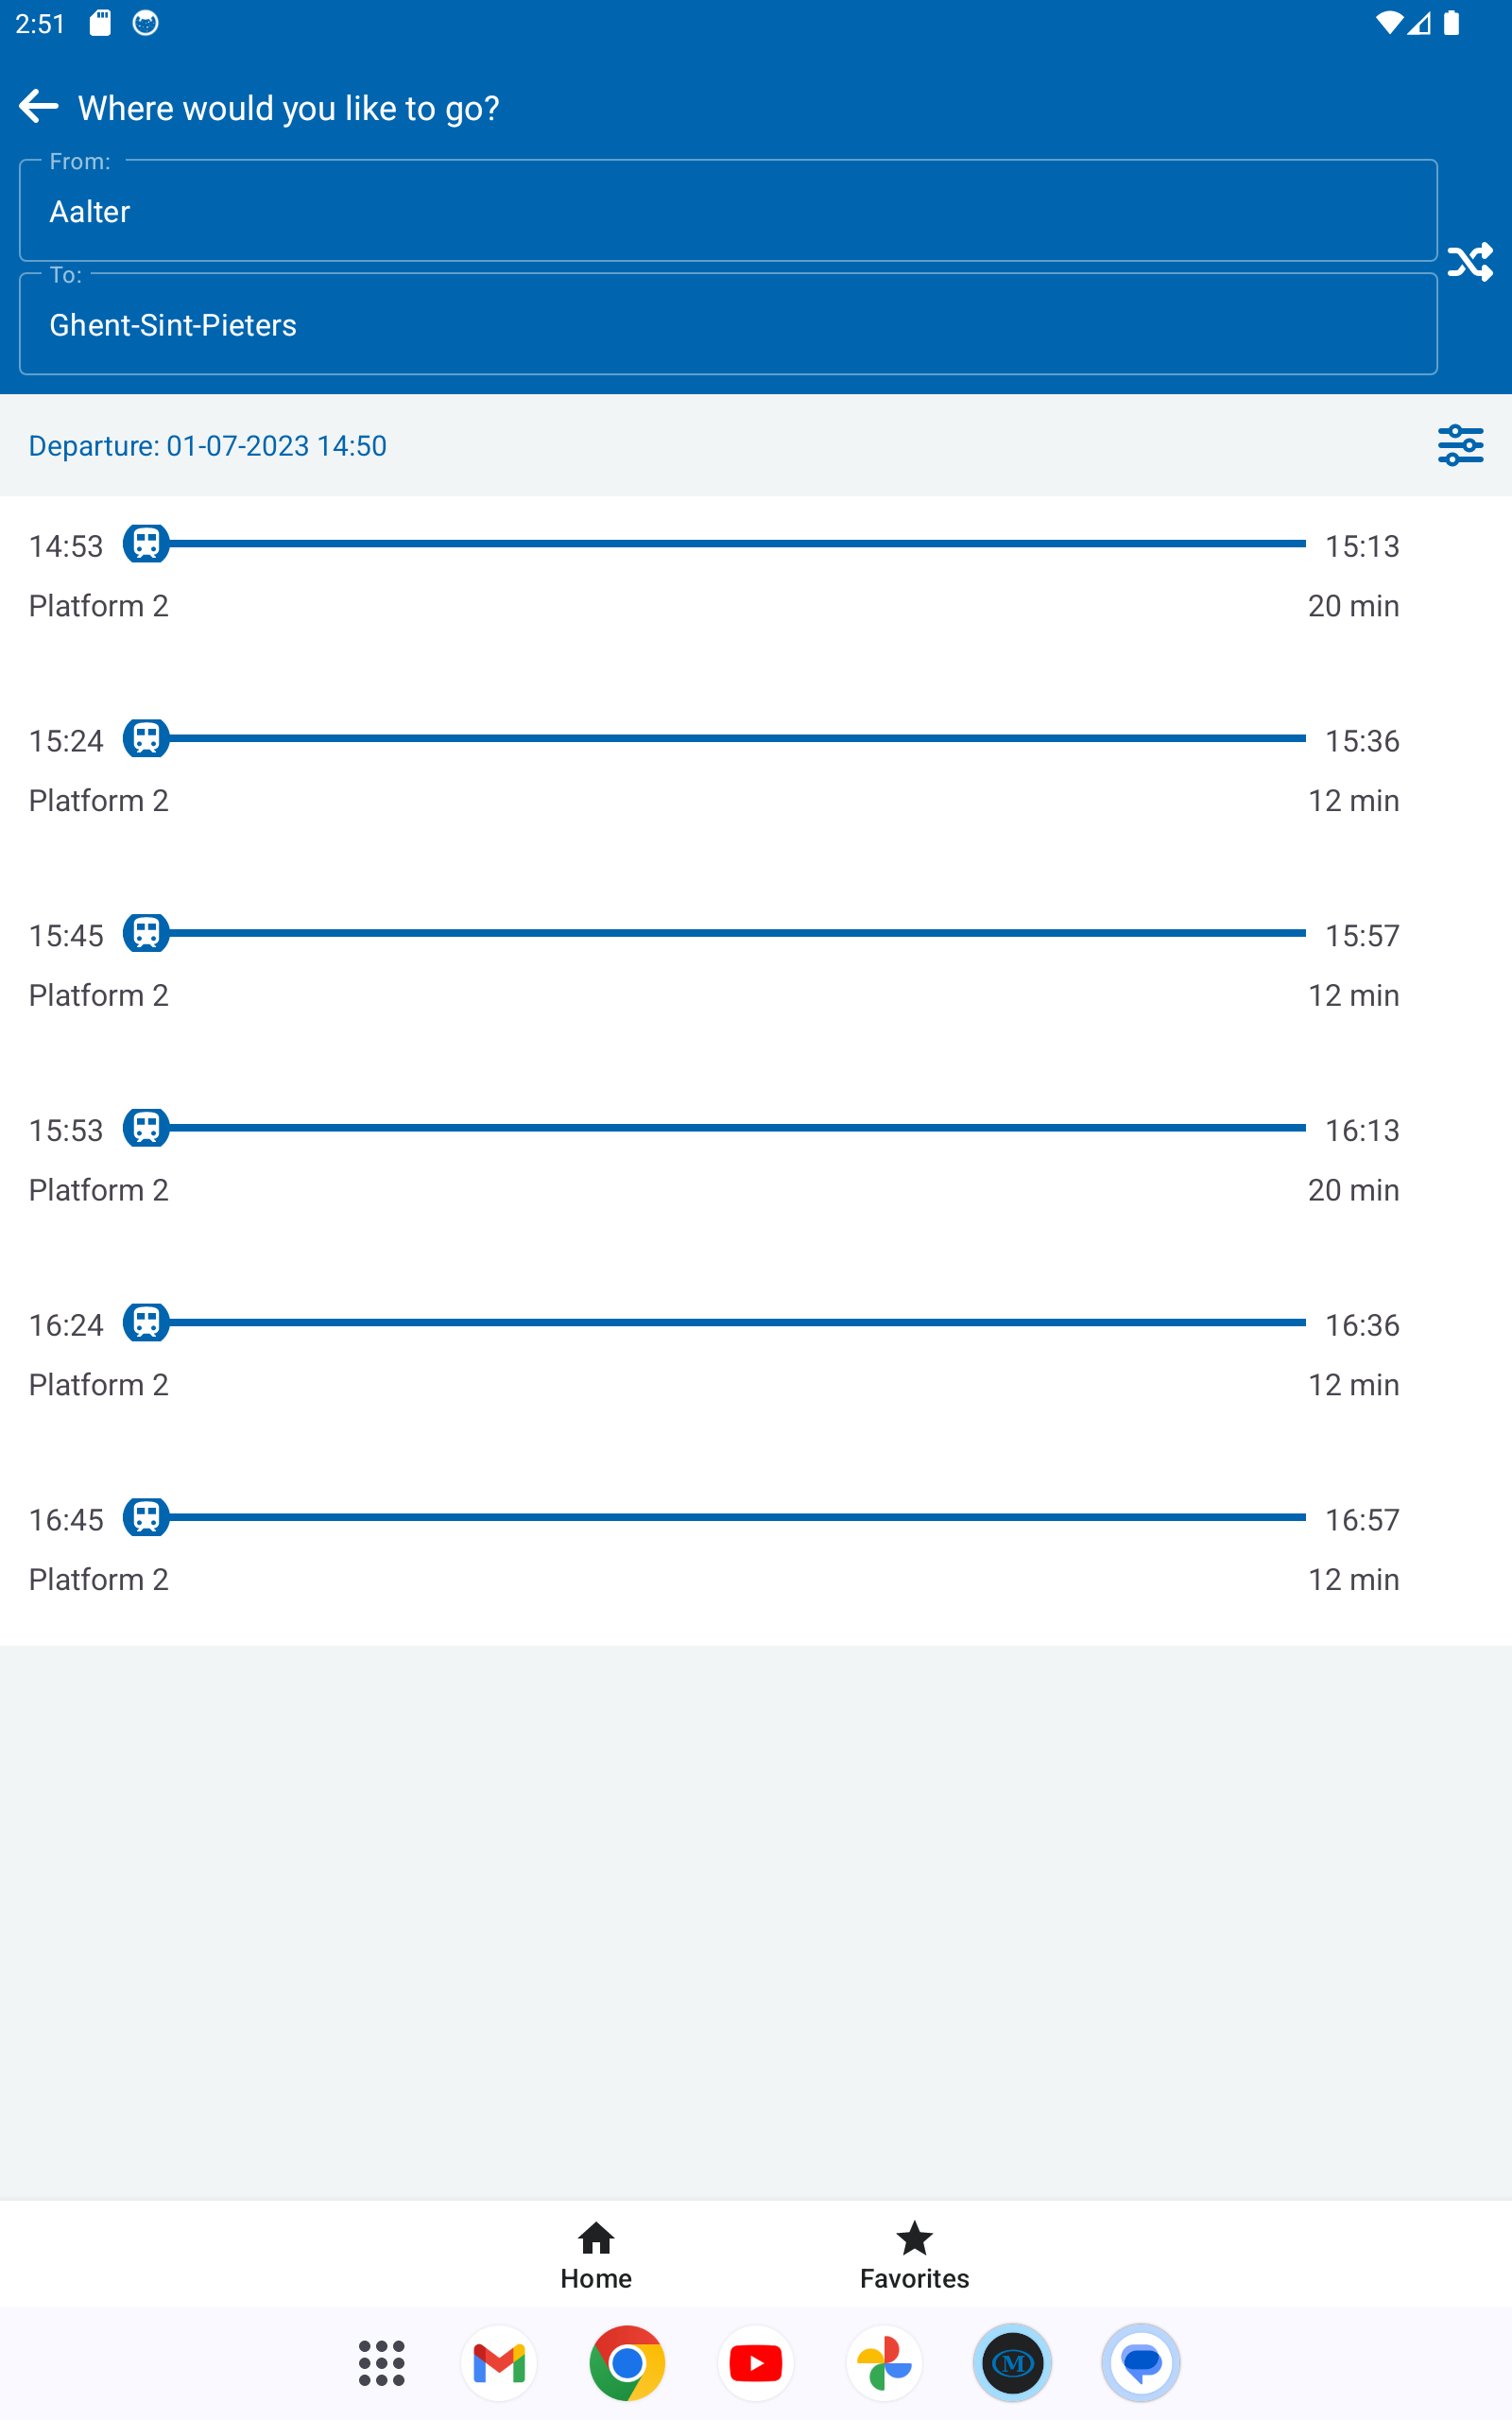 2:51
Where would you like to go?
From:
Aalter
To:
Ghent-Sint-Pieters
Departure: 01-07-2023 14:50
14:53 15:13
Platform 2 20 min
15:24 15:36
Platform 2 12 min
15:45 15:57
Platform 2 12 min
15:53 16:13
Platform 2 20 min
16:24 16:36
Platform 2 12 min
16:45 16:57
Platform 2 12 min
Home Favorites
M